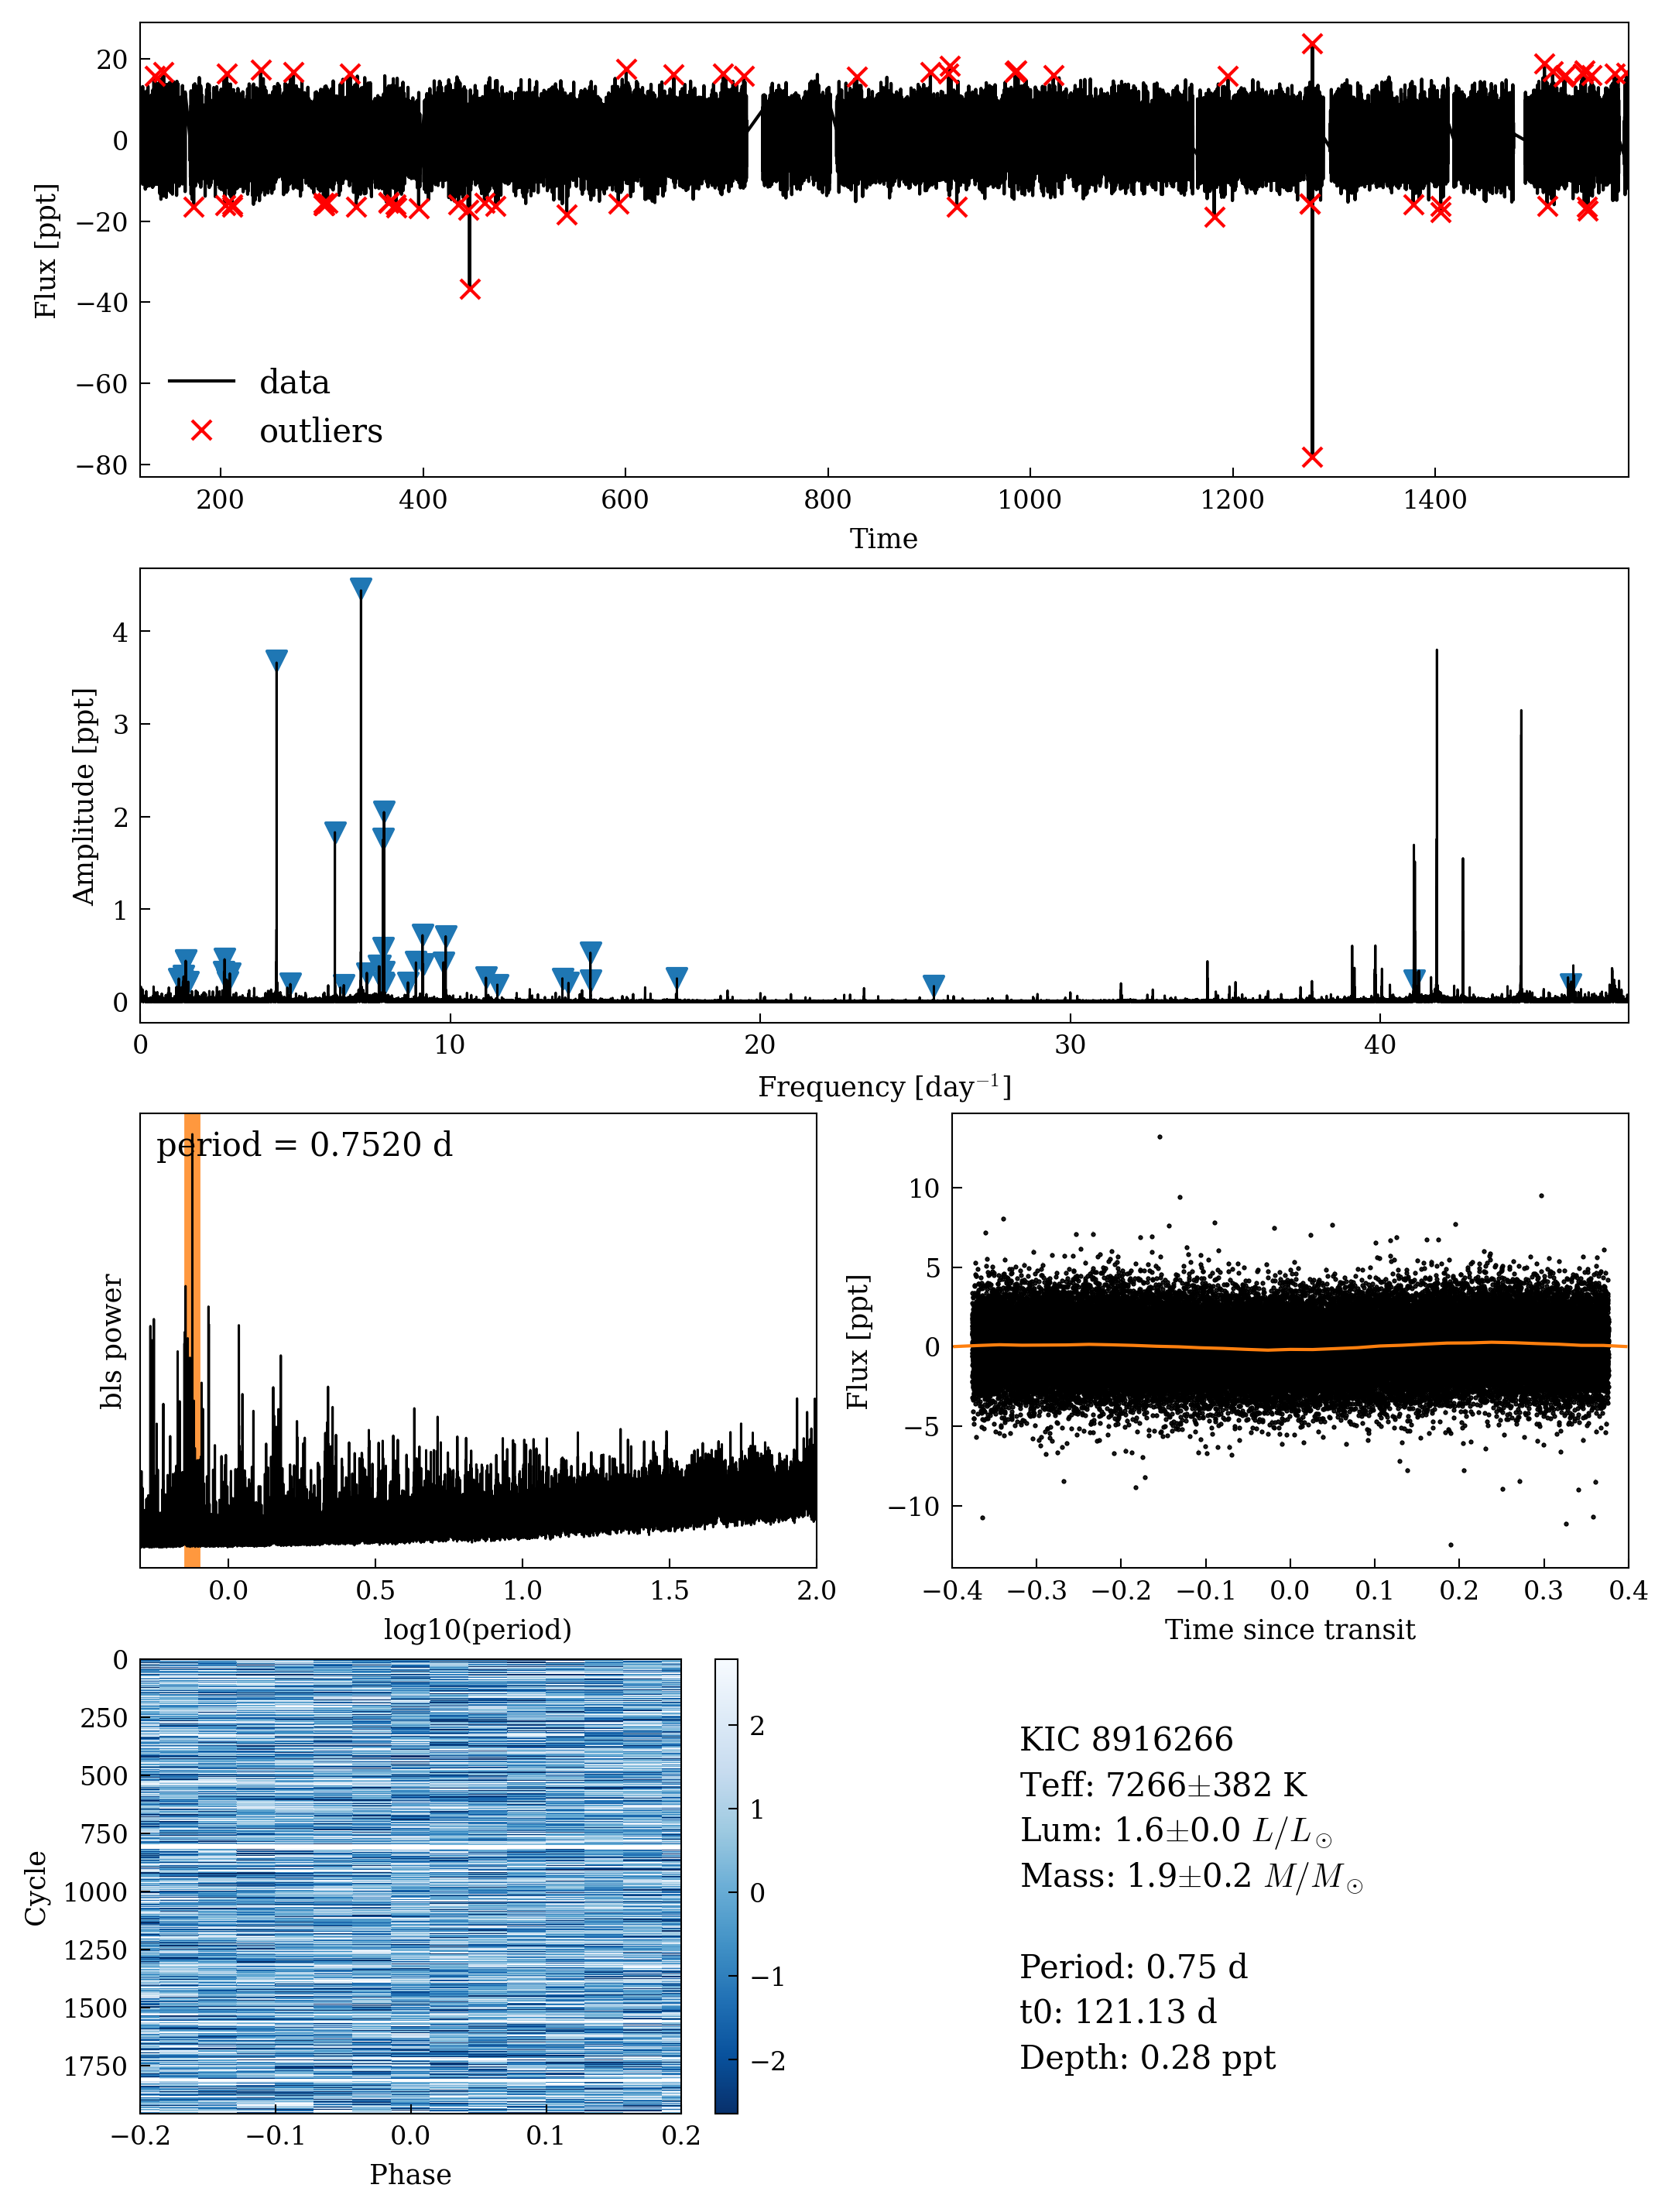 20
0
−20
−40
−60
−80
Flux [ppt]
data
outliers
200 400 600 800 1000 1200 1400
Time
4
3
2
1
0
Amplitude [ppt]
0 10 20 30 40
Frequency [day⁻¹]
period = 0.7520 d
bls power
0.0 0.5 1.0 1.5 2.0
log10(period)
10
5
0
−5
−10
Flux [ppt]
−0.4 −0.3 −0.2 −0.1 0.0 0.1 0.2 0.3 0.4
Time since transit
0
250
500
750
1000
1250
1500
1750
Cycle
−0.2 −0.1 0.0 0.1 0.2
Phase
2
1
0
−1
−2
KIC 8916266
Teff: 7266±382 K
Lum: 1.6±0.0 L/L⊙
Mass: 1.9±0.2 M/M⊙
Period: 0.75 d
t0: 121.13 d
Depth: 0.28 ppt